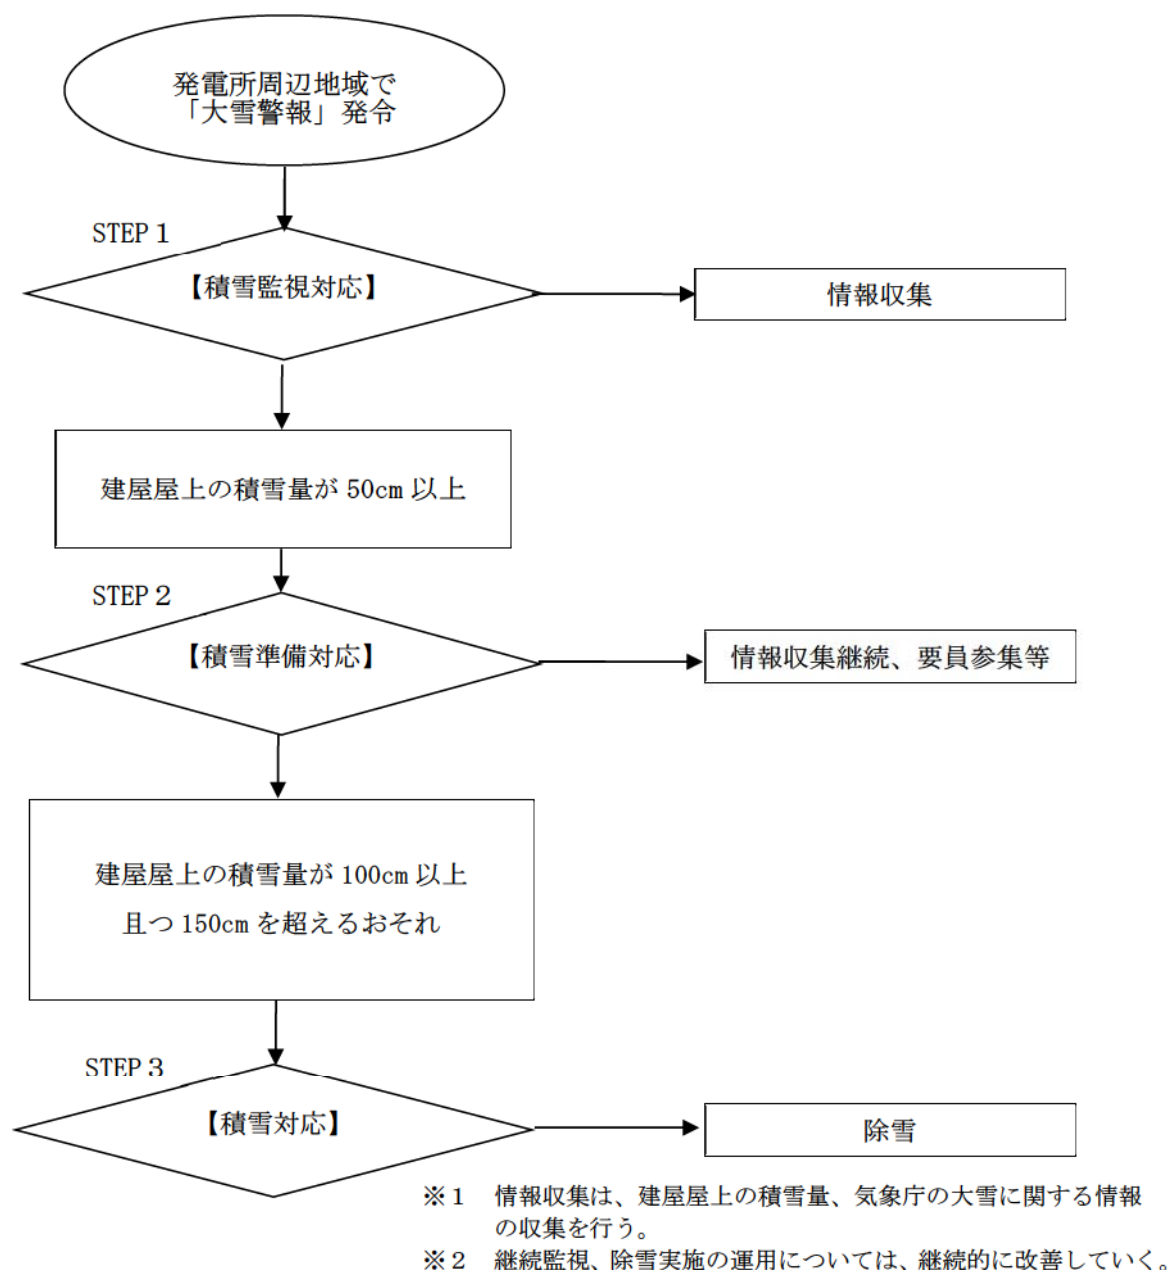 発電所周辺地域で
「大雪警報」発令
STEP 1
【積雪監視対応】
情報収集
建屋屋上の積雪量が 50cm 以上
STEP 2
【積雪準備対応】
情報収集継続、要員参集等
建屋屋上の積雪量が 100cm 以上
且つ 150cm を超えるおそれ
STEP 3
【積雪対応】
除雪
※1 情報収集は、建屋屋上の積雪量、気象庁の大雪に関する情報
の収集を行う。
※2 継続監視、除雪実施の運用については、継続的に改善していく。